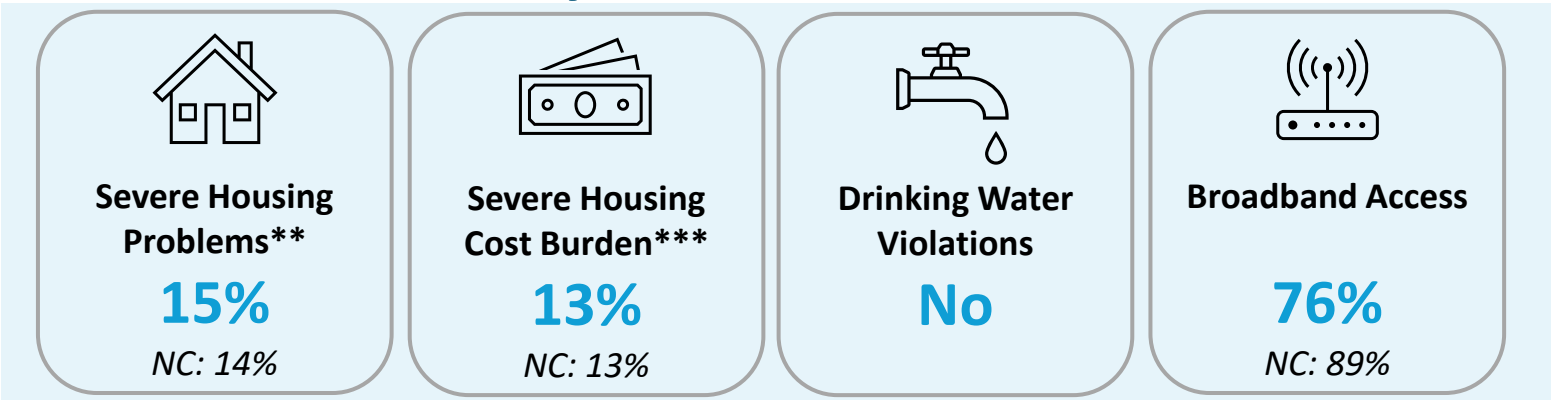 Severe Housing
Problems**
15%
NC: 14%
Severe Housing
Cost Burden***
13%
NC: 13%
Drinking Water
Violations
No
Broadband Access
76%
NC: 89%